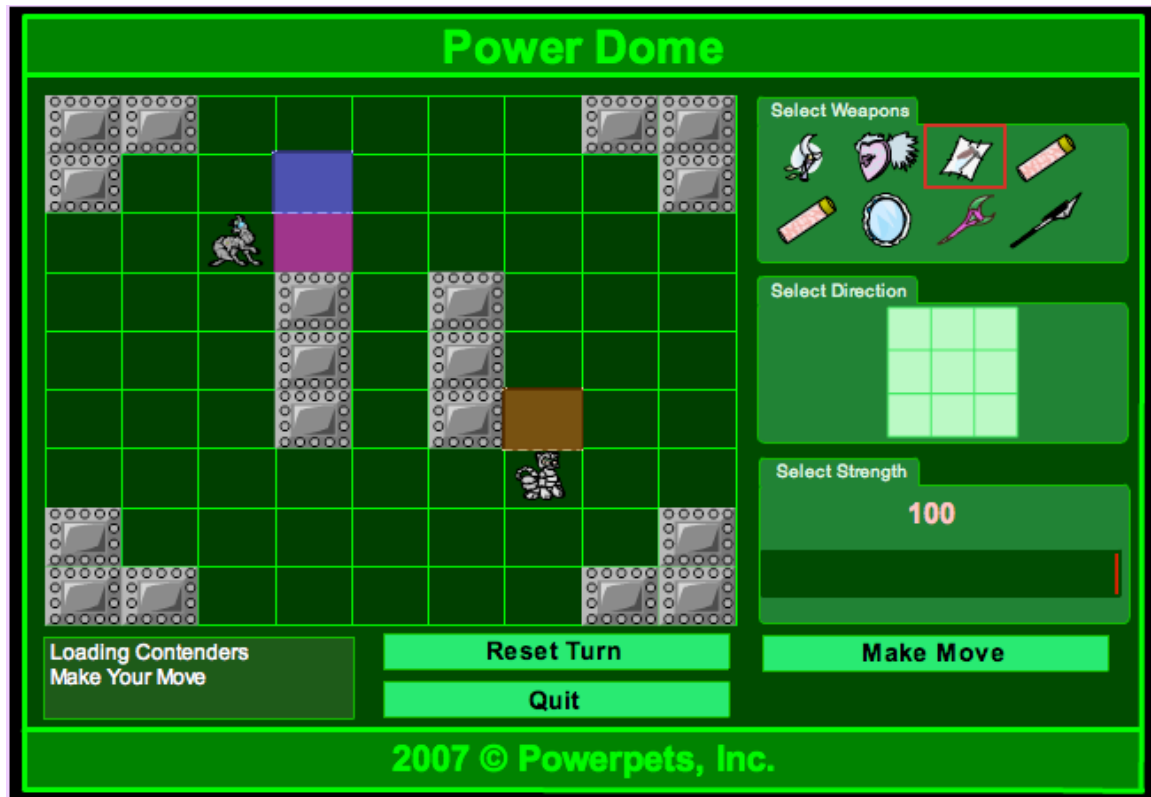 Power Dome
Select Weapons
Select Direction
Select Strength
100
Loading Contenders
Make Your Move
Reset Turn
Quit
Make Move
2007 © Powerpets, Inc.